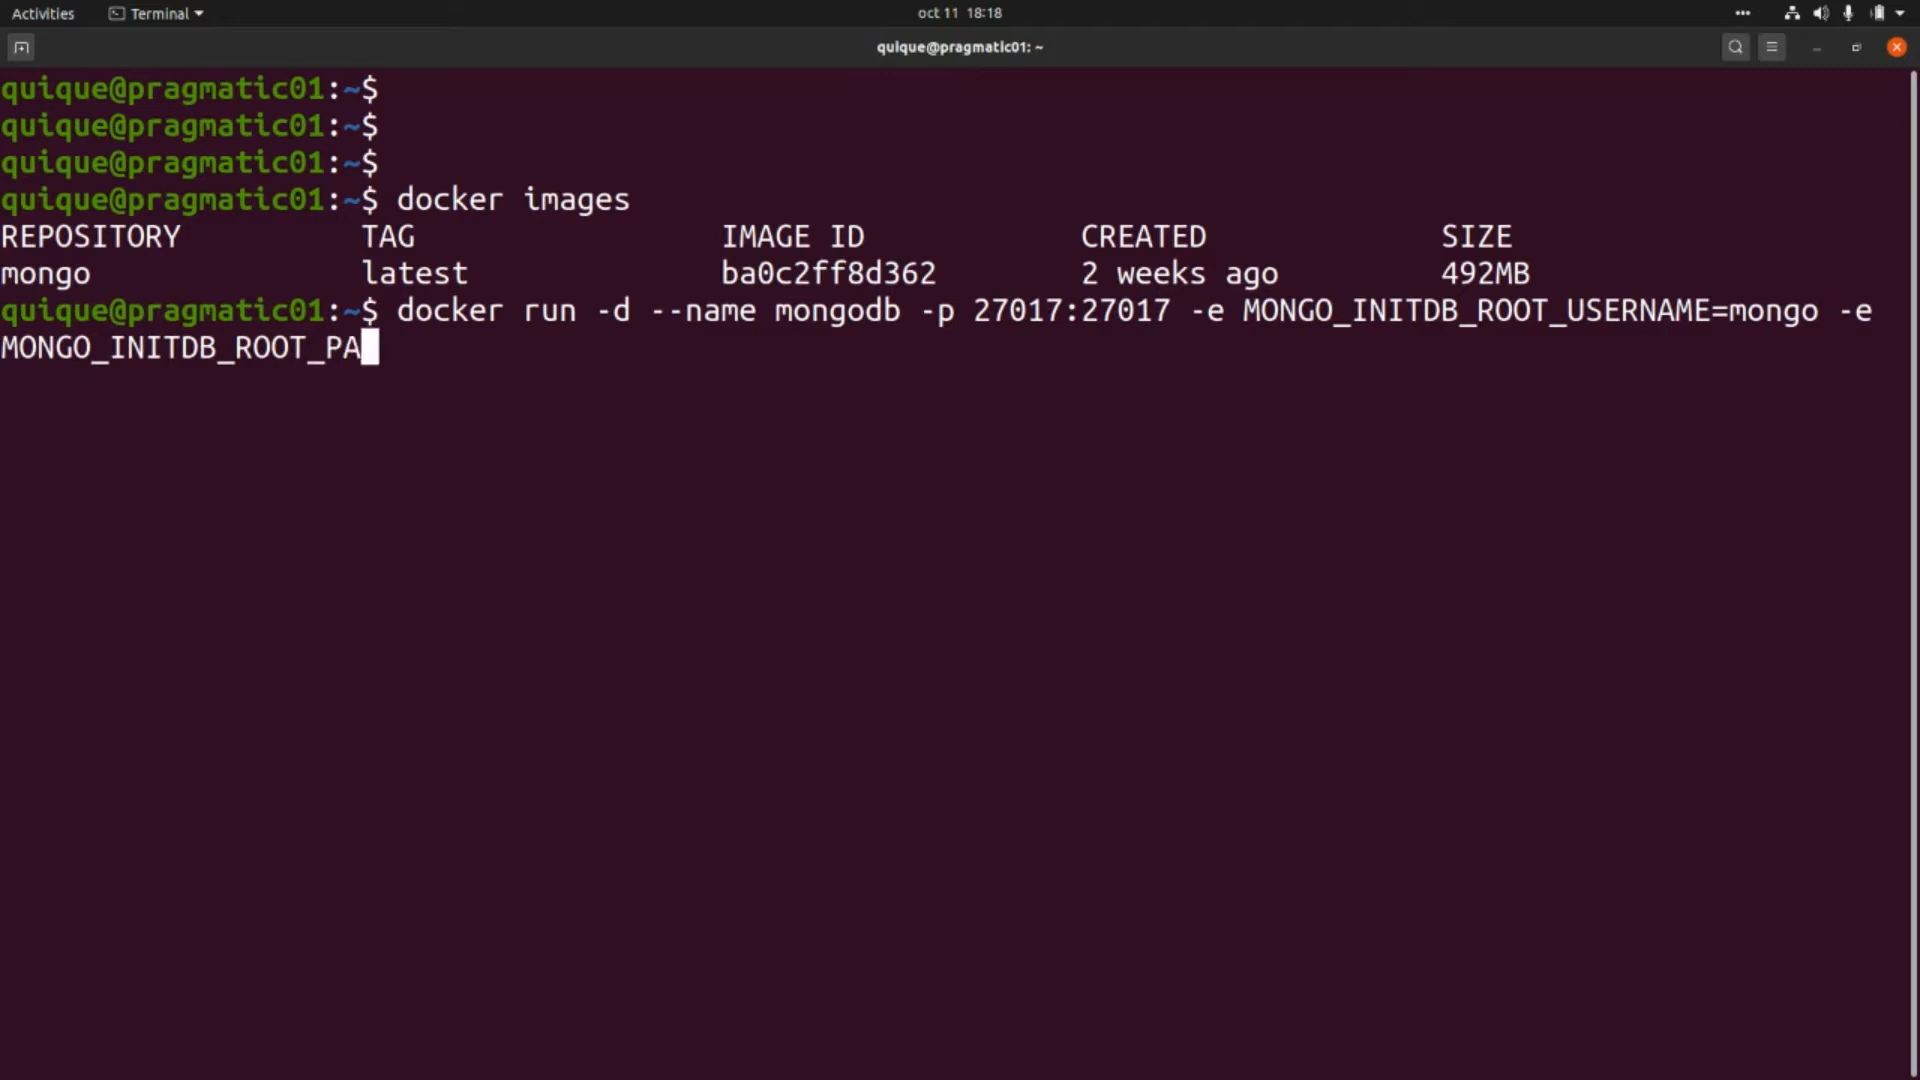 Activities Terminal oct 11 18:18
quique@pragmatic01: ~
quique@pragmatic01:~$
quique@pragmatic01:~$
quique@pragmatic01:~$
quique@pragmatic01:~$ docker images
REPOSITORY TAG IMAGE ID CREATED SIZE
mongo latest ba0c2ff8d362 2 weeks ago 492MB
quique@pragmatic01:~$ docker run -d --name mongodb -p 27017:27017 -e MONGO_INITDB_ROOT_USERNAME=mongo -e
MONGO_INITDB_ROOT_PA